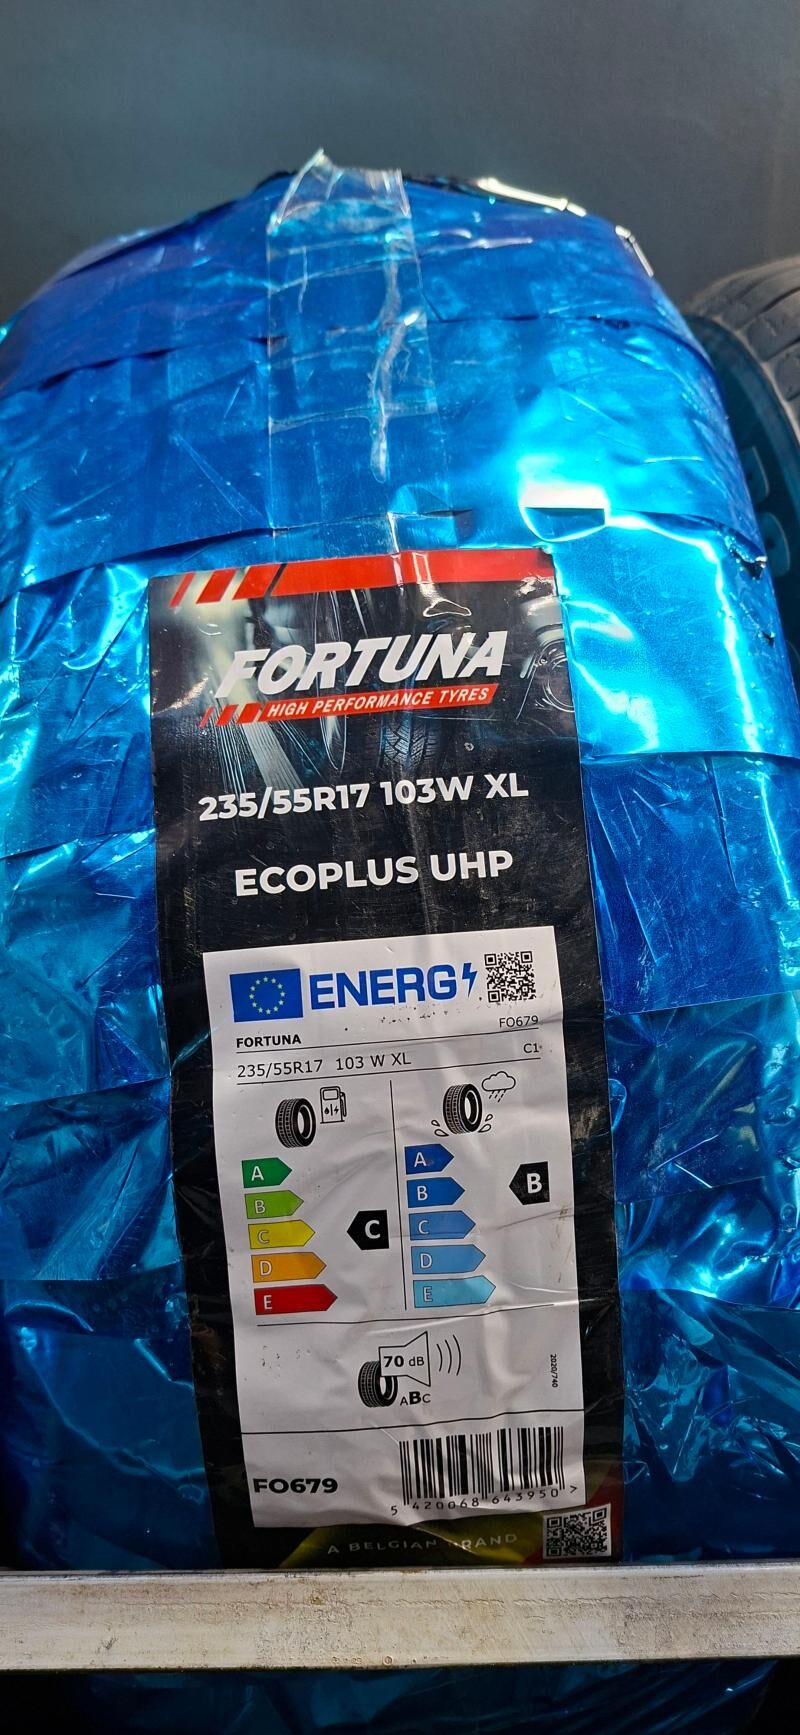 FORTUNA
HIGH PERFORMANCE TYRES
235/55R17 103W XL
ECOPLUS UHP
ENERG
FORTUNA FO679
235/55R17 103 W XL C1
A A
B B B
C C C
D D
E E
70 dB
ABC
2020/740
FO679
5 420068 643950 >
A BELGIAN BRAND